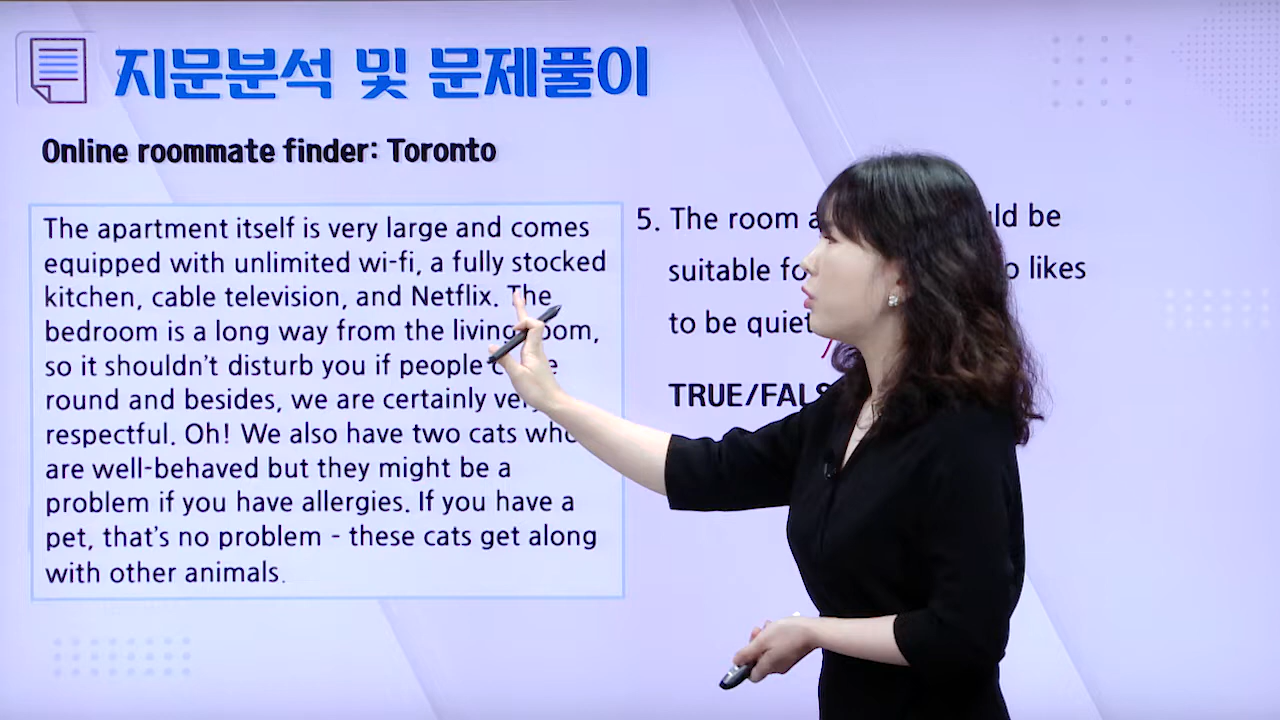 지문분석 및 문제풀이
Online roommate finder: Toronto
The apartment itself is very large and comes
equipped with unlimited wi-fi, a fully stocked
kitchen, cable television, and Netflix. The
bedroom is a long way from the living room,
so it shouldn't disturb you if people
round and besides, we are certainly very
respectful. Oh! We also have two cats who
are well-behaved but they might be a
problem if you have allergies. If you have a
pet, that's no problem - these cats get along
with other animals.
5. The room be
suitable likes
to be quiet
TRUE/FALSE